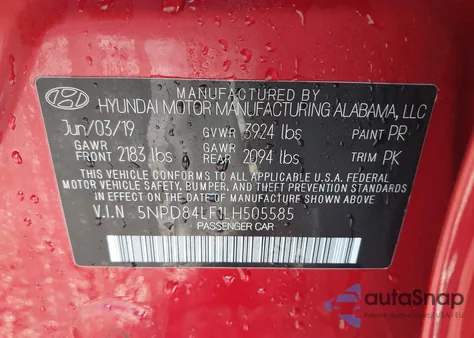 MANUFACTURED BY
HYUNDAI MOTOR MANUFACTURING ALABAMA, LLC
Jun/03/19 GVWR 3924 lbs PAINT PR
GAWR FRONT 2183 lbs GAWR REAR 2094 lbs TRIM PK
THIS VEHICLE CONFORMS TO ALL APPLICABLE U.S.A. FEDERAL
MOTOR VEHICLE SAFETY, BUMPER, AND THEFT PREVENTION STANDARDS
IN EFFECT ON THE DATE OF MANUFACTURE SHOWN ABOVE.
V.I.N 5NPD84LF1LH505585
PASSENGER CAR
autoSnap